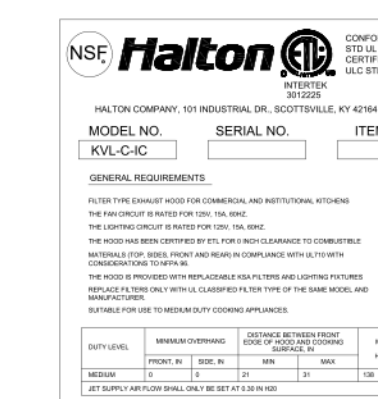 NSF
Halton
ETL
INTERTEK
3012225
CONFO
STD UL
CERTIF
ULC STI
HALTON COMPANY, 101 INDUSTRIAL DR., SCOTTSVILLE, KY 42164
MODEL NO. SERIAL NO. ITE
KVL-C-IC
GENERAL REQUIREMENTS
FILTER TYPE EXHAUST HOOD FOR COMMERCIAL AND INSTITUTIONAL KITCHENS
THE FAN CIRCUIT IS RATED FOR 125V, 15A, 60HZ.
THE LIGHTING CIRCUIT IS RATED FOR 125V, 15A, 60HZ.
THE HOOD HAS BEEN CERTIFIED BY ETL FOR 0 INCH CLEARANCE TO COMBUSTIBLE
MATERIALS (TOP, SIDES, FRONT AND REAR) IN COMPLIANCE WITH UL710 WITH
CONSIDERATIONS TO NFPA 96.
THE HOOD IS PROVIDED WITH REPLACEABLE KSA FILTERS AND LIGHTING FIXTURES
REPLACE FILTERS ONLY WITH UL CLASSIFIED FILTER TYPE OF THE SAME MODEL AND
MANUFACTURER.
SUITABLE FOR USE TO MEDIUM DUTY COOKING APPLIANCES.
DUTY LEVEL MINIMUM OVERHANG DISTANCE BETWEEN FRONT
EDGE OF HOOD AND COOKING
SURFACE, IN
FRONT, IN SIDE, IN MIN MAX
MEDIUM 0 0 21 31 138
JET SUPPLY AIR FLOW SHALL ONLY BE SET AT 0.30 IN H20